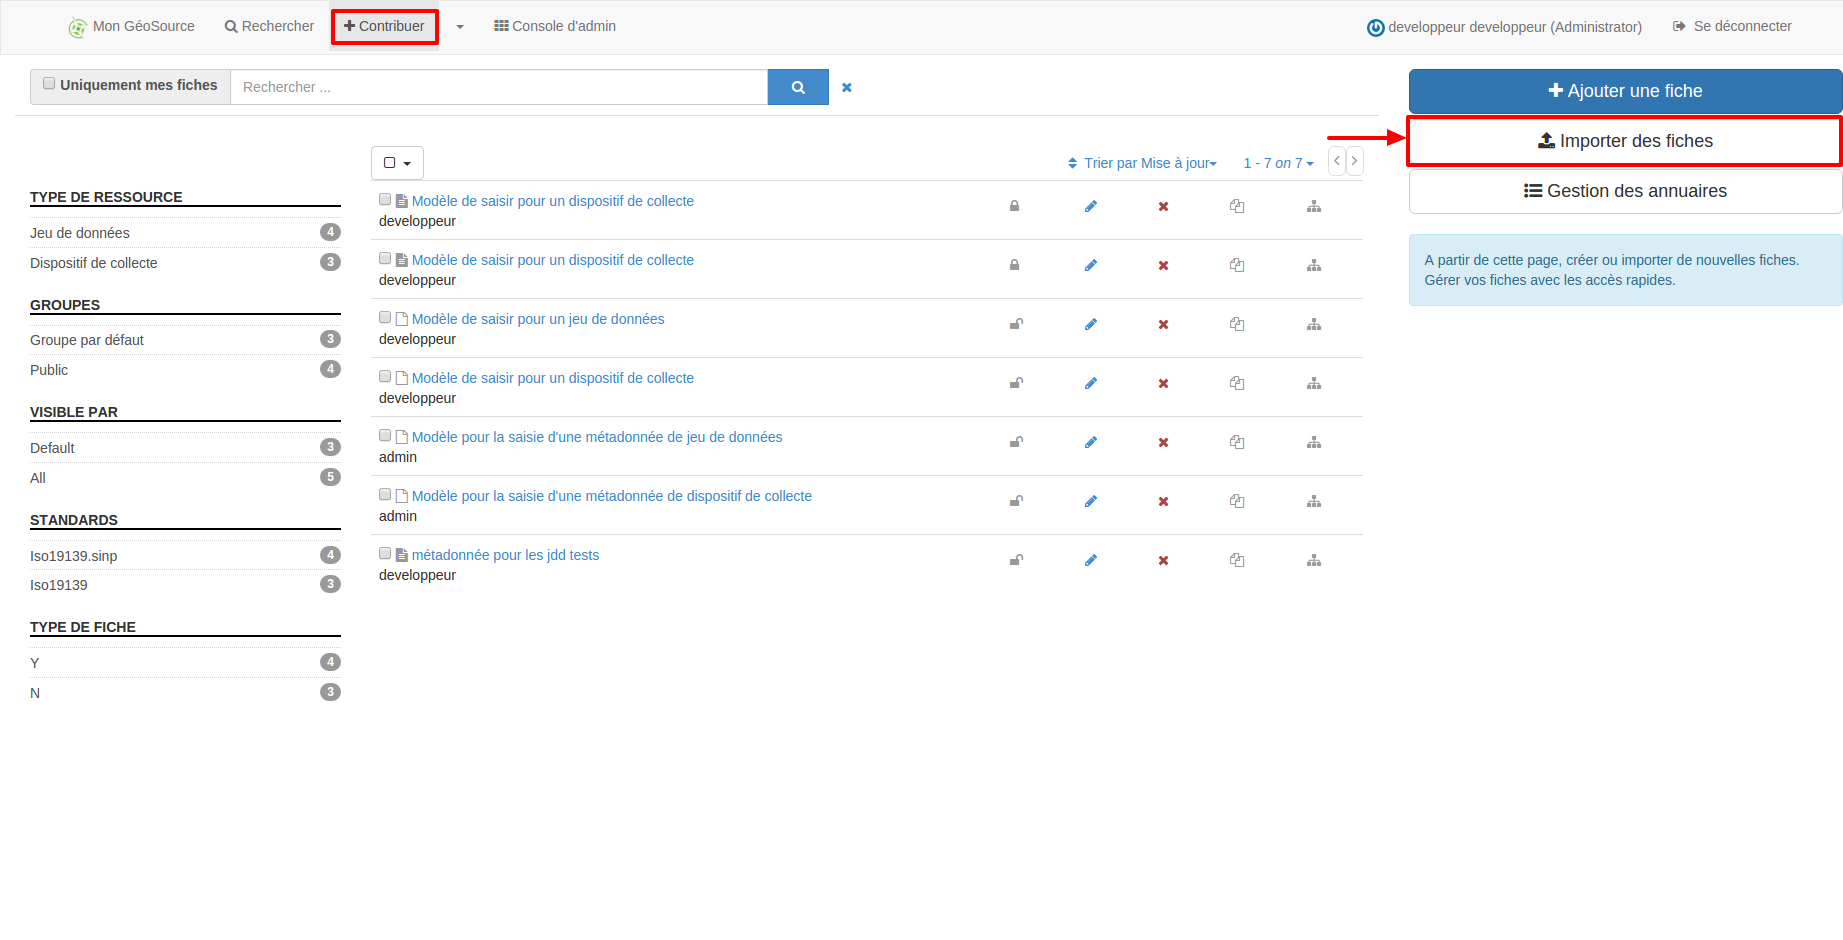 Mon GéoSource Rechercher Contribuer Console d'admin developpeur developpeur (Administrator) Se déconnecter
Uniquement mes fiches Rechercher ...
Ajouter une fiche
Importer des fiches
Gestion des annuaires
A partir de cette page, créer ou importer de nouvelles fiches.
Gérer vos fiches avec les accès rapides.
TYPE DE RESSOURCE
Jeu de données 4
Dispositif de collecte 3
GROUPES
Groupe par défaut 3
Public 4
VISIBLE PAR
Default 3
All 5
STANDARDS
Iso19139.sinp 4
Iso19139 3
TYPE DE FICHE
Y 4
N 3
Trier par Mise à jour 1 - 7 on 7
Modèle de saisir pour un dispositif de collecte
developpeur
Modèle de saisir pour un dispositif de collecte
developpeur
Modèle de saisir pour un jeu de données
developpeur
Modèle de saisir pour un dispositif de collecte
developpeur
Modèle pour la saisie d'une métadonnée de jeu de données
admin
Modèle pour la saisie d'une métadonnée de dispositif de collecte
admin
métadonnée pour les jdd tests
developpeur